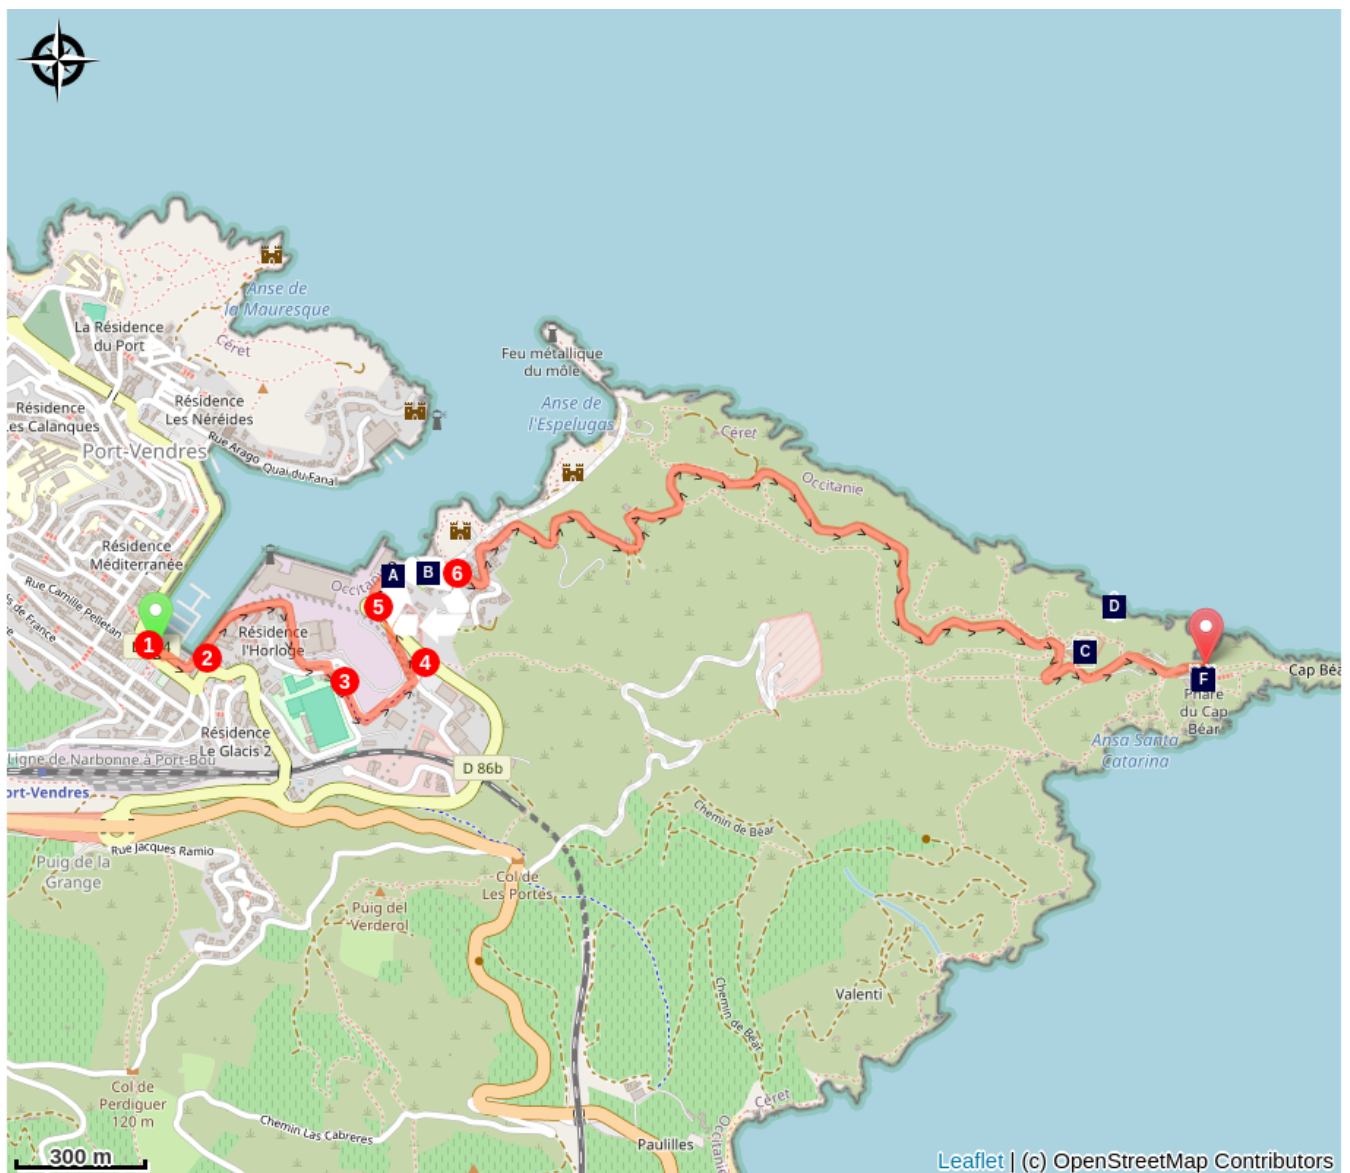 Anse de
la Mauresque
La Résidence
du Port
Céret
Feu métallique
du môle
Résidence
Les Calanques
Résidence
Les Néréides
Anse de
l'Espelugas
Céret
Port-Vendres
Rue Arago
Quai du Fanal
Occitanie
Résidence
Méditerranée
A
B
6
Rue Camille Pelletan
5
D
1
2
Résidence
l'Horloge
4
C
3
F
Cap Béa
Phare
du Cap
Béar
Résidence
Le Glacis 2
Ansa Santa
Catarina
Ligne de Narbonne à Port-Bou
D 86b
ort-Vendres
Chemin de Béar
Rue Jacques Ramio
Puig de la
Grange
Col de
Les Portes
Puig del
Verderol
Valenti
Chemin de Béar
Col de
Perdiguer
120 m
Céret
Chemin Las Cabreres
Paulilles
300 m
Leaflet | (c) OpenStreetMap Contributors